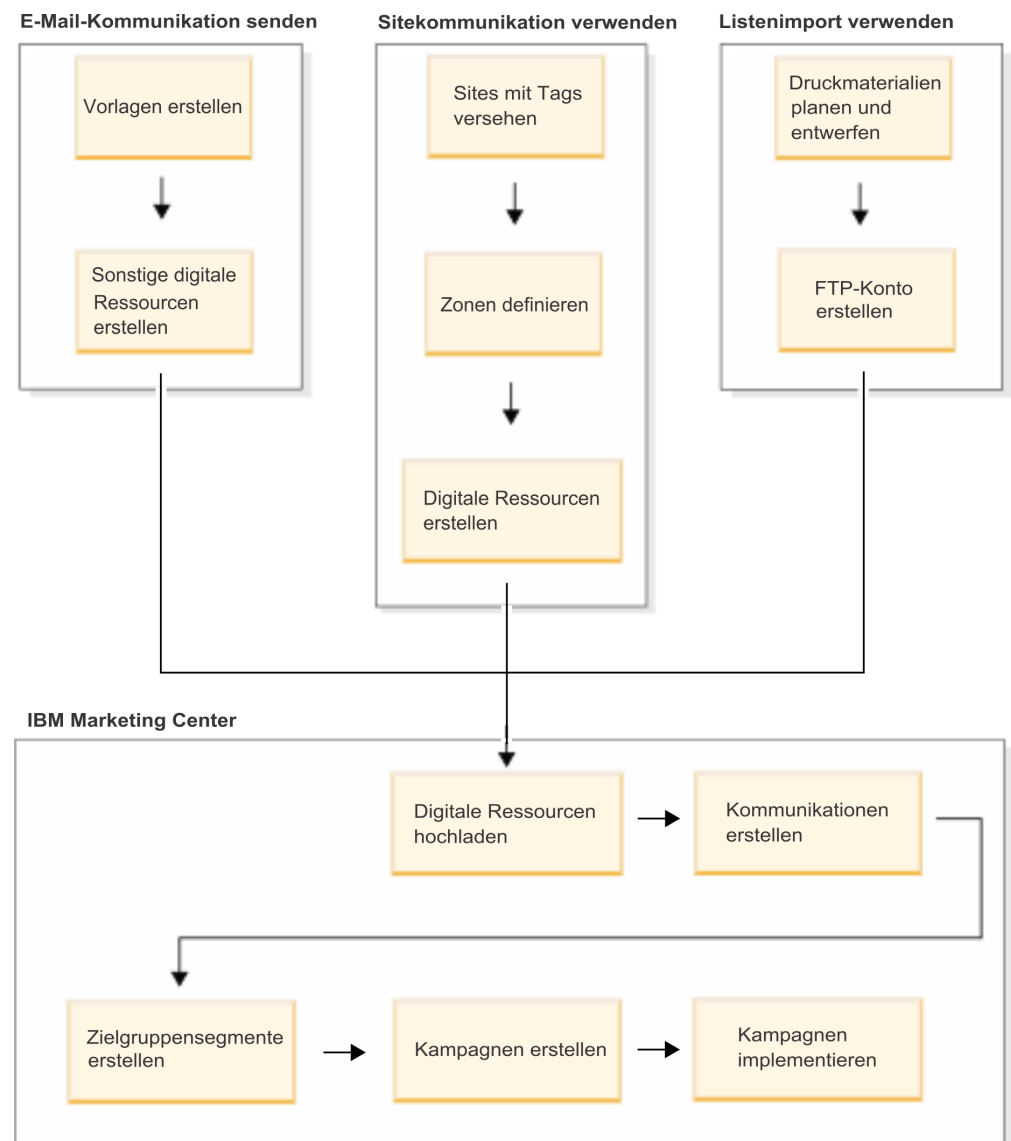 E-Mail-Kommunikation senden
Vorlagen erstellen
Sonstige digitale
Ressourcen
erstellen
Sitekommunikation verwenden
Sites mit Tags
versehen
Zonen definieren
Digitale Ressourcen
erstellen
Listenimport verwenden
Druckmaterialien
planen und
entwerfen
FTP-Konto
erstellen
IBM Marketing Center
Digitale Ressourcen
hochladen
Kommunikationen
erstellen
Zielgruppensegmente
erstellen
Kampagnen erstellen
Kampagnen
implementieren